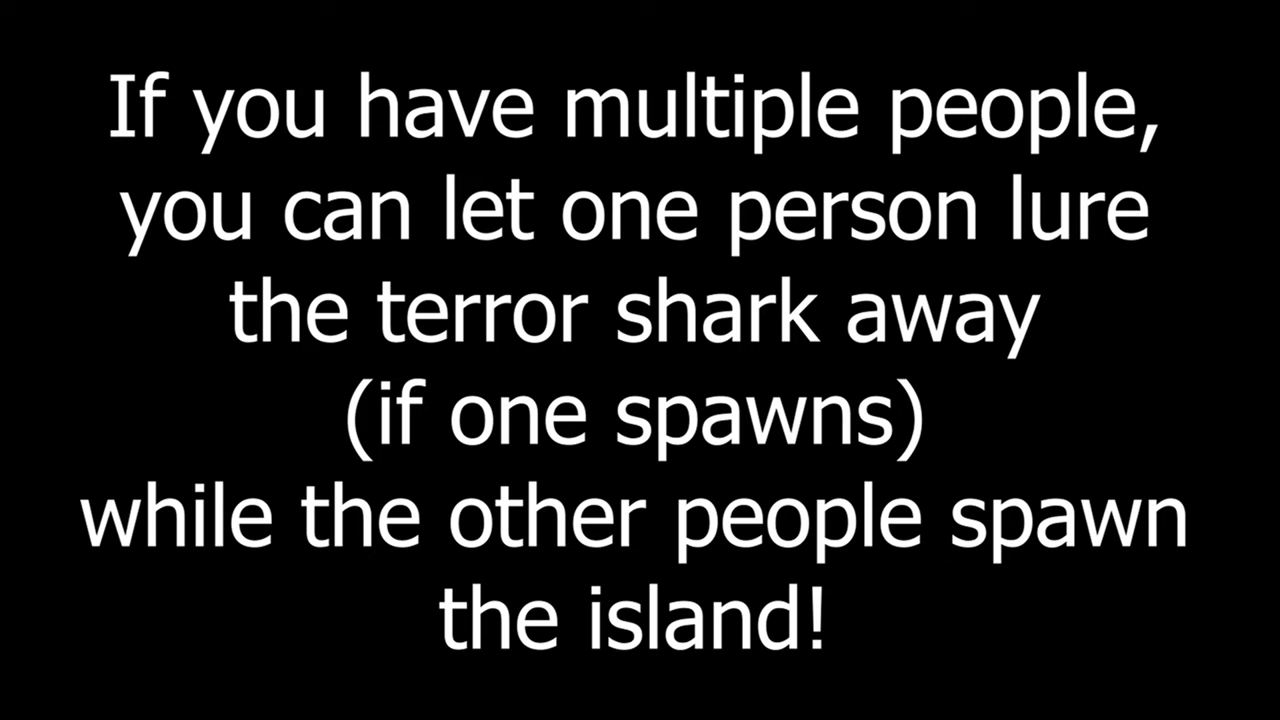 If you have multiple people,
you can let one person lure
the terror shark away
(if one spawns)
while the other people spawn
the island!